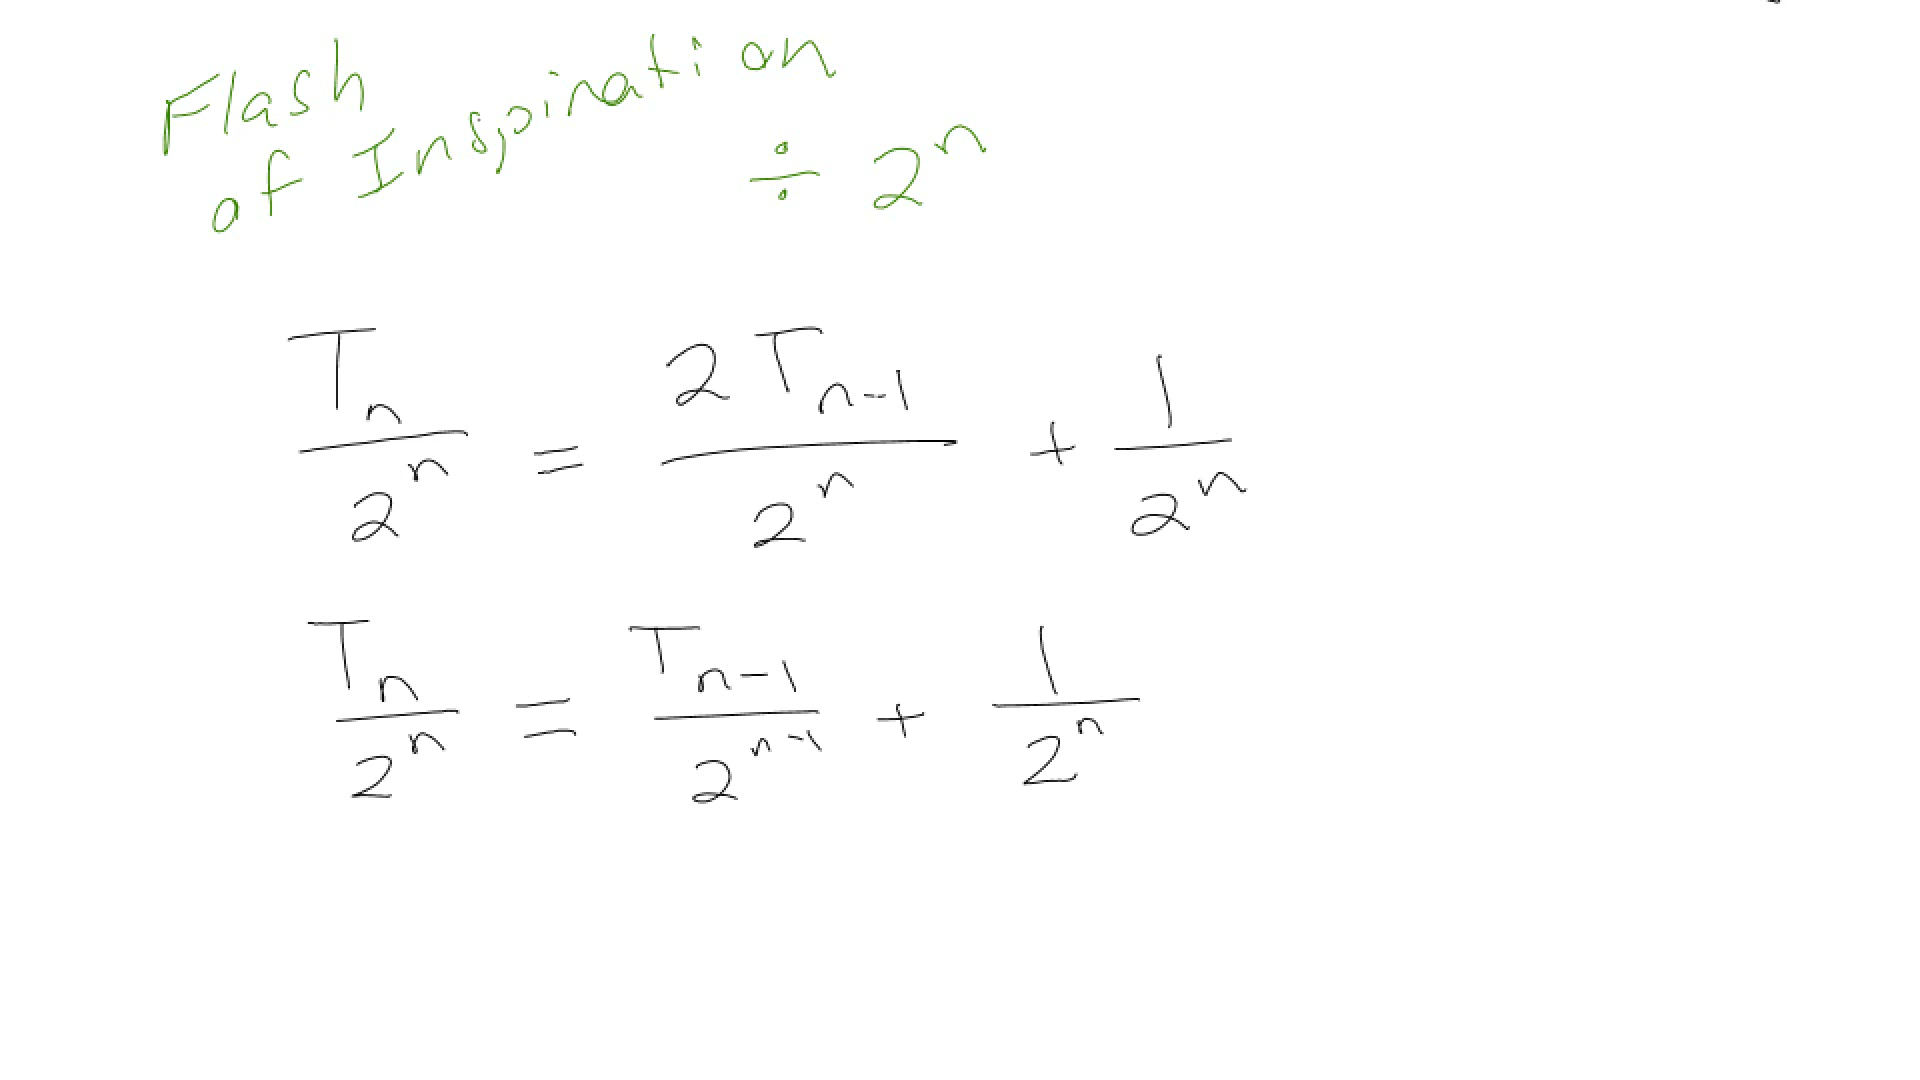 Flash
of Inspiration
÷ 2^n
T_n / 2^n = 2T_{n-1} / 2^n + 1 / 2^n
T_n / 2^n = T_{n-1} / 2^{n-1} + 1 / 2^n